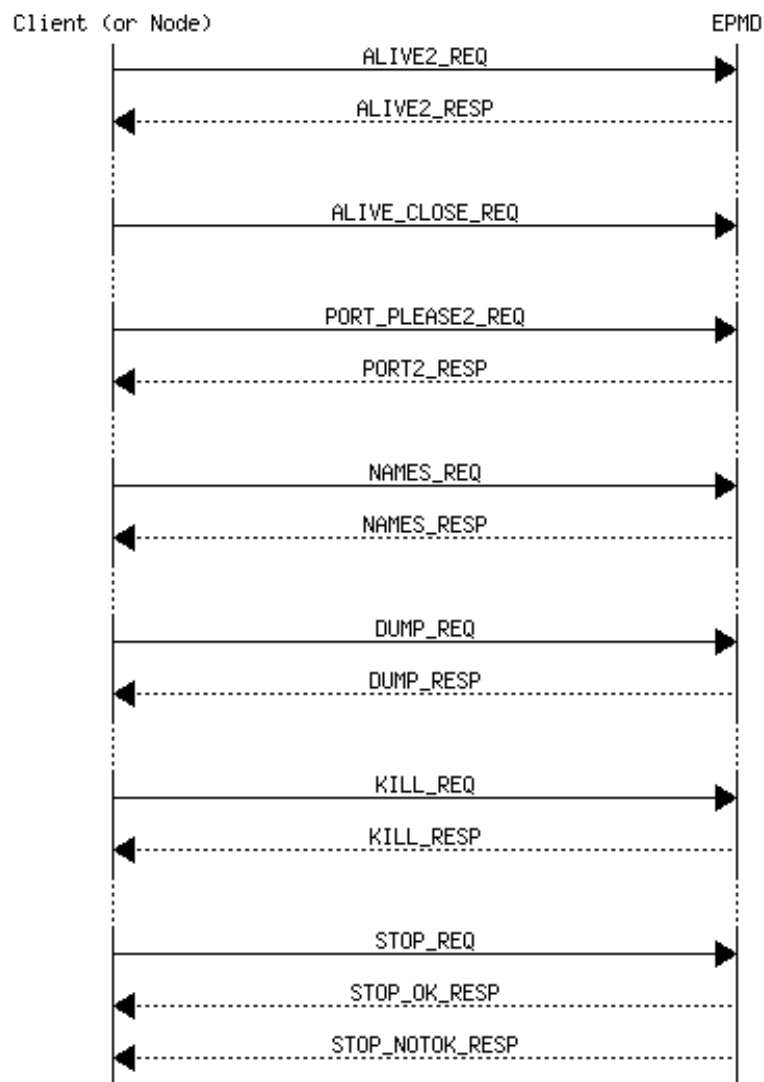 Client (or Node) EPMD
ALIVE2_REQ
ALIVE2_RESP
ALIVE_CLOSE_REQ
PORT_PLEASE2_REQ
PORT2_RESP
NAMES_REQ
NAMES_RESP
DUMP_REQ
DUMP_RESP
KILL_REQ
KILL_RESP
STOP_REQ
STOP_OK_RESP
STOP_NOTOK_RESP